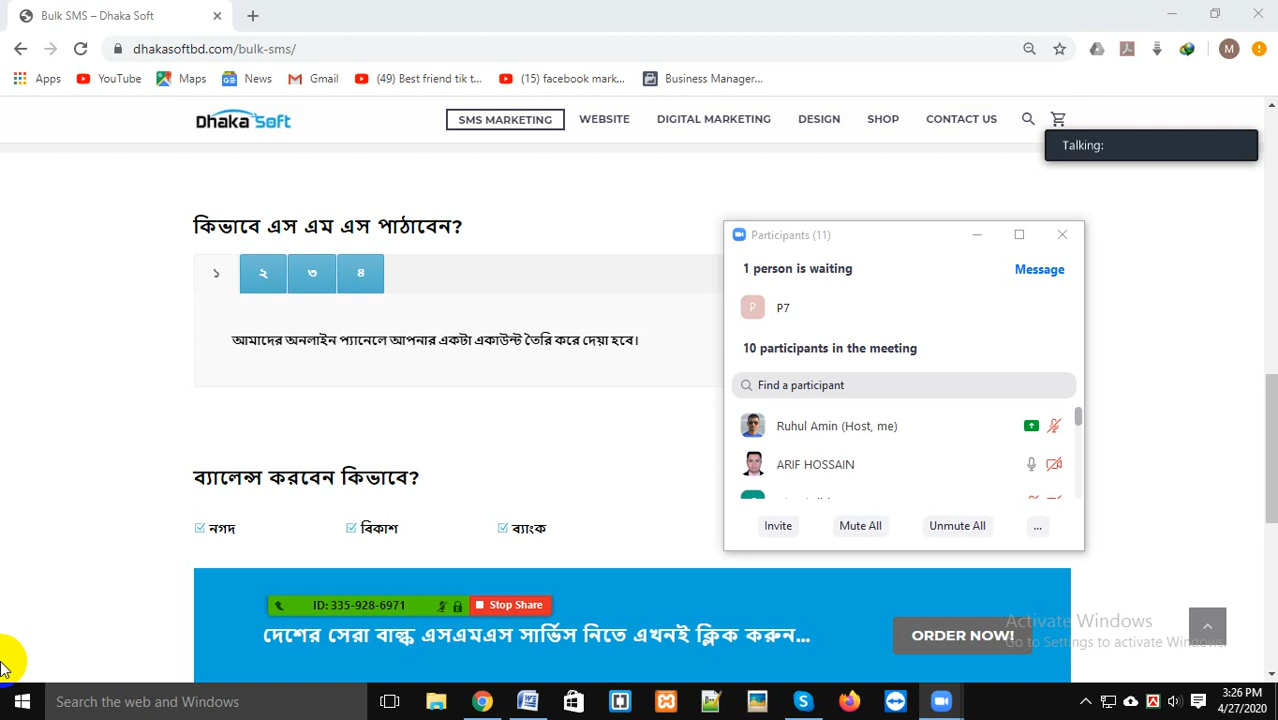 Bulk SMS – Dhaka Soft
dhakasoftbd.com/bulk-sms/
M
Apps YouTube Maps News Gmail (49) Best friend tik t... (15) facebook mark... Business Manager...
Dhaka Soft SMS MARKETING WEBSITE DIGITAL MARKETING DESIGN SHOP CONTACT US
Talking:
কিভাবে এস এম এস পাঠাবেন?
১ ২ ৩ ৪
আমাদের অনলাইন প্যানেলে আপনার একটা একাউন্ট তৈরি করে দেয়া হবে।
Participants (11)
1 person is waiting Message
P P7
10 participants in the meeting
Find a participant
Ruhul Amin (Host, me)
ARIF HOSSAIN
Invite Mute All Unmute All ...
ব্যালেন্স করবেন কিভাবে?
নগদ বিকাশ ব্যাংক
ID: 335-928-6971 Stop Share
দেশের সেরা বাল্ক এসএমএস সার্ভিস নিতে এখনই ক্লিক করুন...
ORDER NOW!
Activate Windows
Go to Settings to activate Windows.
Search the web and Windows
3:26 PM
4/27/2020